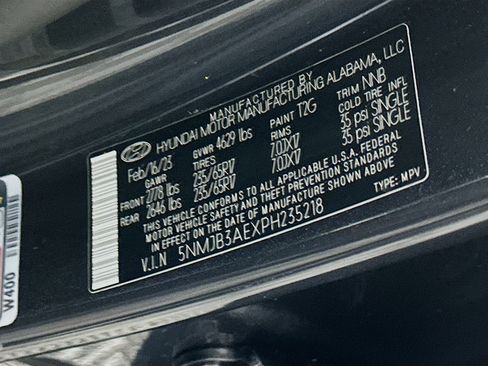 MANUFACTURED BY
HYUNDAI MOTOR MANUFACTURING ALABAMA, LLC
Feb/16/23 GVWR 4629 lbs PAINT T2G TRIM NNB
GAWR TIRES RIMS COLD TIRE INFL
FRONT 2778 lbs 235/65R17 7.0JX17 35 psi SINGLE
REAR 2646 lbs 235/65R17 7.0JX17 35 psi SINGLE
THIS VEHICLE CONFORMS TO ALL APPLICABLE U.S.A. FEDERAL
MOTOR VEHICLE SAFETY AND THEFT PREVENTION STANDARDS
IN EFFECT ON THE DATE OF MANUFACTURE SHOWN ABOVE
V.I.N 5NMJB3AEXPH235218 TYPE: MPV
W400